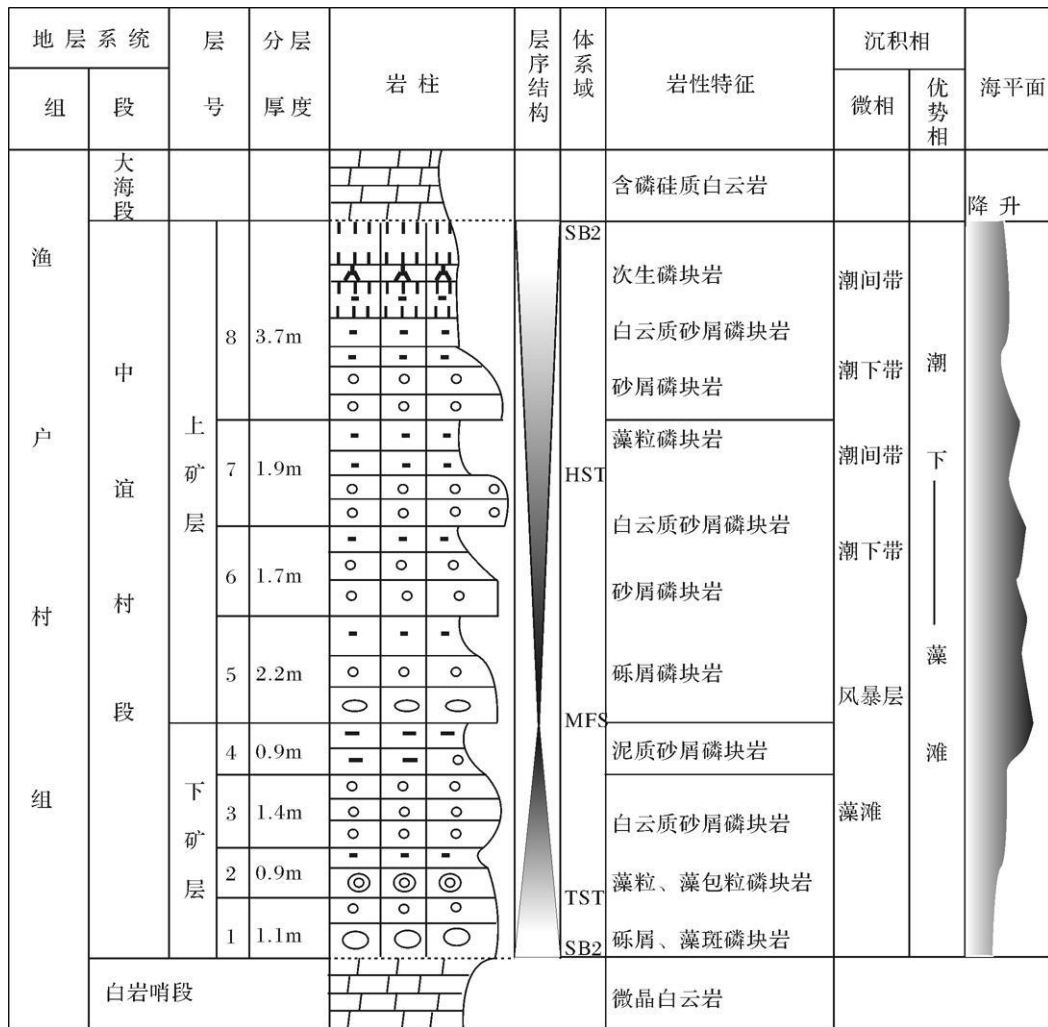 地层系统
层号
分层厚度
岩柱
层序结构
体系域
岩性特征
沉积相
海平面
组
段
微相
优势相
大海段
含磷硅质白云岩
降 升
渔户村组
中谊村段
上矿层
SB2
次生磷块岩
潮间带
8 3.7m
白云质砂屑磷块岩
潮下带
砂屑磷块岩
潮下—藻滩
藻粒磷块岩
潮间带
7 1.9m
HST
白云质砂屑磷块岩
潮下带
6 1.7m
砂屑磷块岩
5 2.2m
砾屑磷块岩
风暴层
MFS
下矿层
4 0.9m
泥质砂屑磷块岩
3 1.4m
白云质砂屑磷块岩
藻滩
2 0.9m
藻粒、藻包粒磷块岩
TST
1 1.1m
砾屑、藻斑磷块岩
SB2
白岩哨段
微晶白云岩